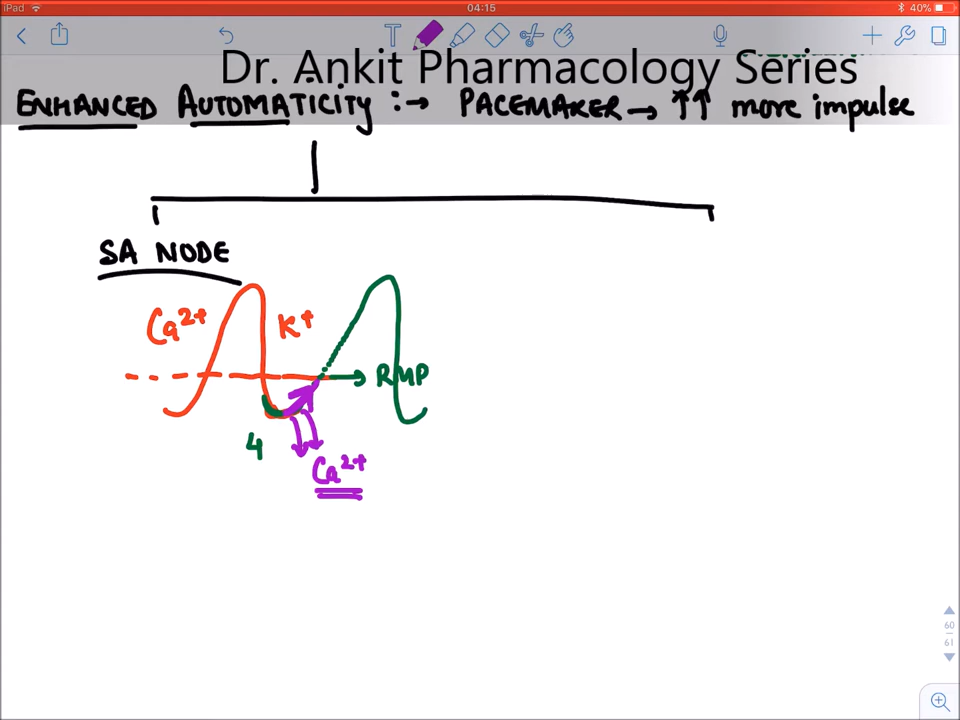 iPad 04:15 40%
T
Dr. Ankit Pharmacology Series
ENHANCED AUTOMATICITY :→ PACEMAKER → ↑↑ more impulse
SA NODE
Ca²⁺ K⁺
RMP
4
Ca²⁺
60
61